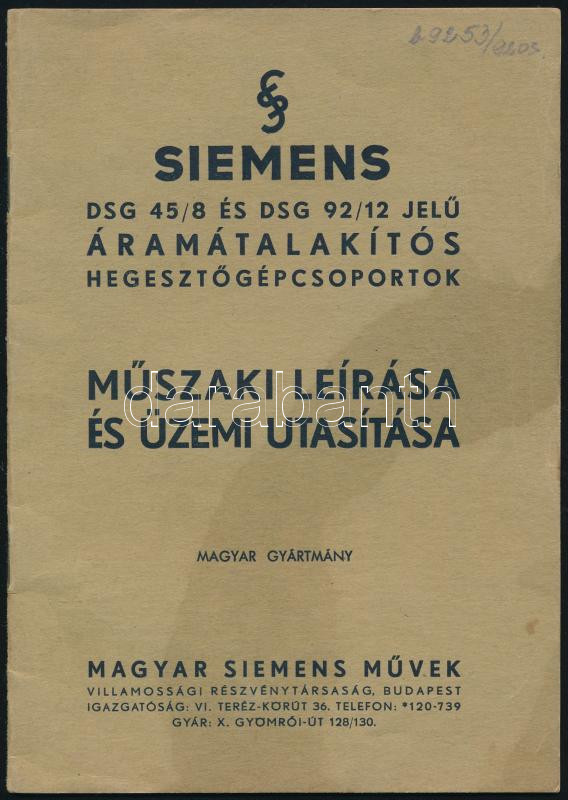 SIEMENS
DSG 45/8 ÉS DSG 92/12 JELŰ
ÁRAMÁTALAKÍTÓS
HEGESZTŐGÉPCSOPORTOK
MŰSZAKI LEÍRÁSA
darabanth
ÉS ÜZEMI UTASÍTÁSA
MAGYAR GYÁRTMÁNY
MAGYAR SIEMENS MŰVEK
VILLAMOSSÁGI RÉSZVÉNYTÁRSASÁG, BUDAPEST
IGAZGATÓSÁG: VI. TERÉZ-KÖRÚT 36. TELEFON: *120-739
GYÁR: X. GYÖMRŐI-ÚT 128/130.